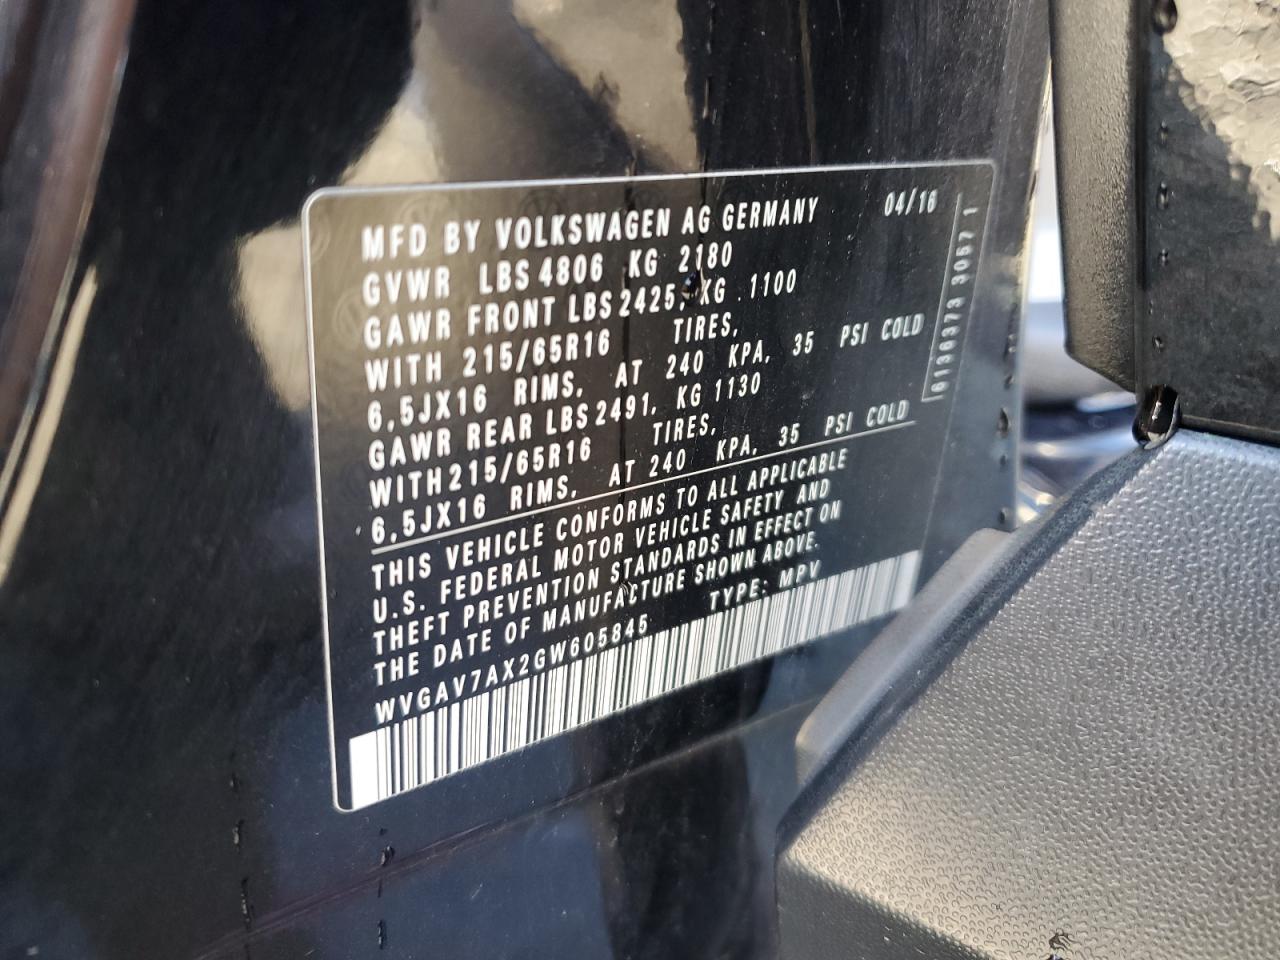 MFD BY VOLKSWAGEN AG GERMANY 04/16
GVWR LBS 4806 KG 2180
GAWR FRONT LBS 2425, KG 1100
WITH 215/65R16 TIRES,
6,5JX16 RIMS, AT 240 KPA, 35 PSI COLD
GAWR REAR LBS 2491, KG 1130
WITH 215/65R16 TIRES,
6,5JX16 RIMS, AT 240 KPA, 35 PSI COLD
THIS VEHICLE CONFORMS TO ALL APPLICABLE
U.S. FEDERAL MOTOR VEHICLE SAFETY AND
THEFT PREVENTION STANDARDS IN EFFECT ON
THE DATE OF MANUFACTURE SHOWN ABOVE.
WVGAV7AX2GW605845 TYPE: MPV
6136373 3057 1